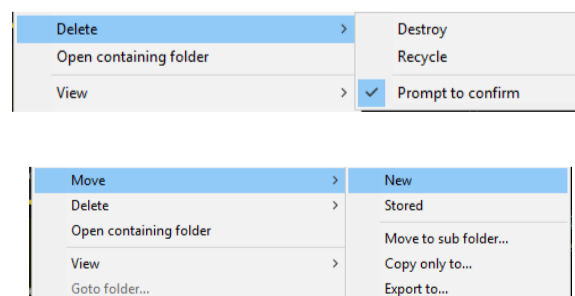 Delete > Destroy
Open containing folder Recycle
View > ✓ Prompt to confirm
Move > New
Delete > Stored
Open containing folder Move to sub folder...
View > Copy only to...
Goto folder... Export to...